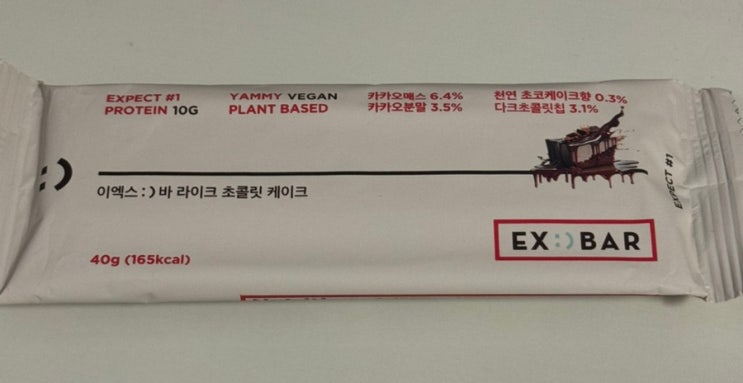 EXPECT #1
PROTEIN 10G
YAMMY VEGAN
PLANT BASED
카카오매스 6.4%
카카오분말 3.5%
천연 초코케이크향 0.3%
다크초콜릿칩 3.1%
:)
이엑스:) 바 라이크 초콜릿 케이크
EXPECT #1
EX:)BAR
40g (165kcal)